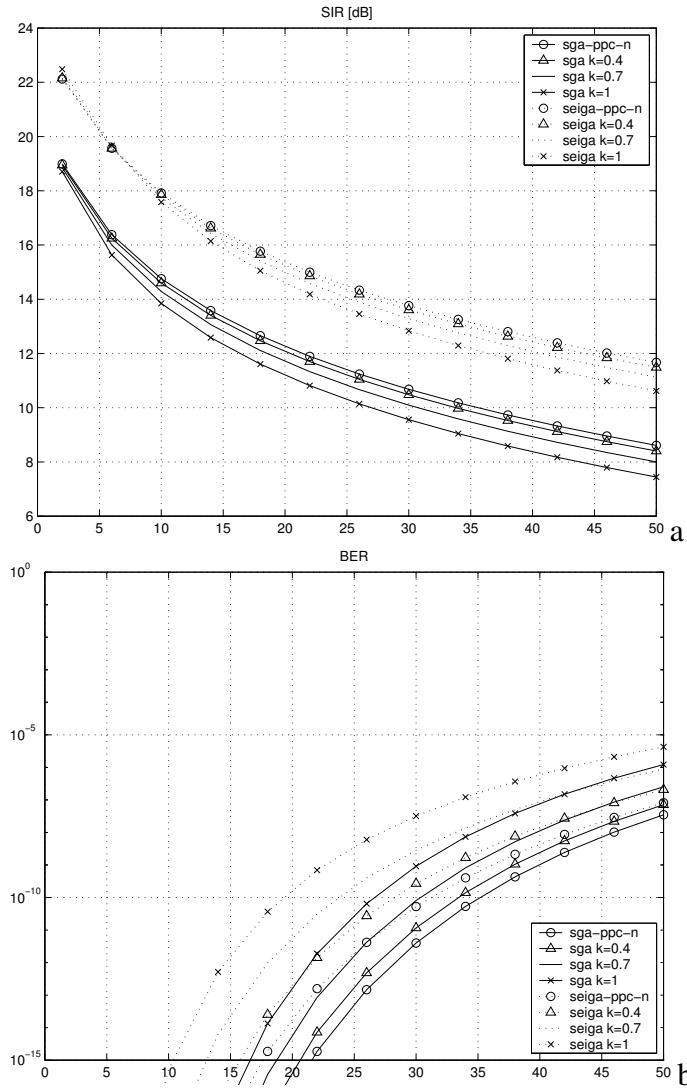 SIR [dB]
24
22
20
18
16
14
12
10
8
6
0 5 10 15 20 25 30 35 40 45 50
sga-ppc-n
sga k=0.4
sga k=0.7
sga k=1
seiga-ppc-n
seiga k=0.4
seiga k=0.7
seiga k=1
a
BER
10^0
10^-5
10^-10
10^-15
0 5 10 15 20 25 30 35 40 45 50
sga-ppc-n
sga k=0.4
sga k=0.7
sga k=1
seiga-ppc-n
seiga k=0.4
seiga k=0.7
seiga k=1
b